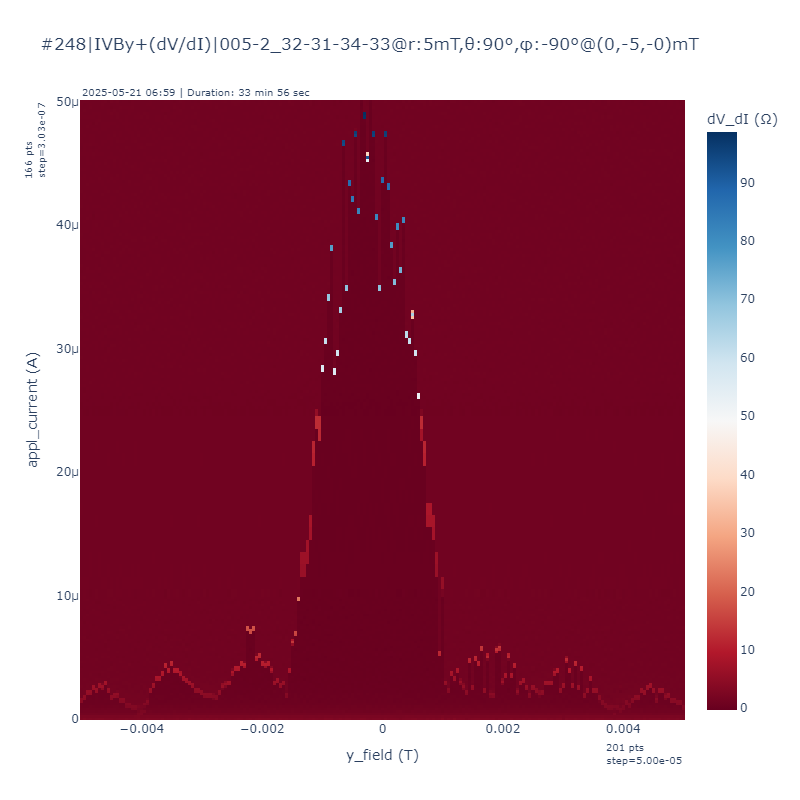 #248|IVBy+(dV/dI)|005-2_32-31-34-33@r:5mT,θ:90°,φ:-90°@(0,-5,-0)mT
2025-05-21 06:59 | Duration: 33 min 56 sec
166 pts
step=3.03e-07
dV_dI (Ω)
50μ
40μ
30μ
20μ
10μ
0
appl_current (A)
90
80
70
60
50
40
30
20
10
0
−0.004
−0.002
0
0.002
0.004
y_field (T)
201 pts
step=5.00e-05